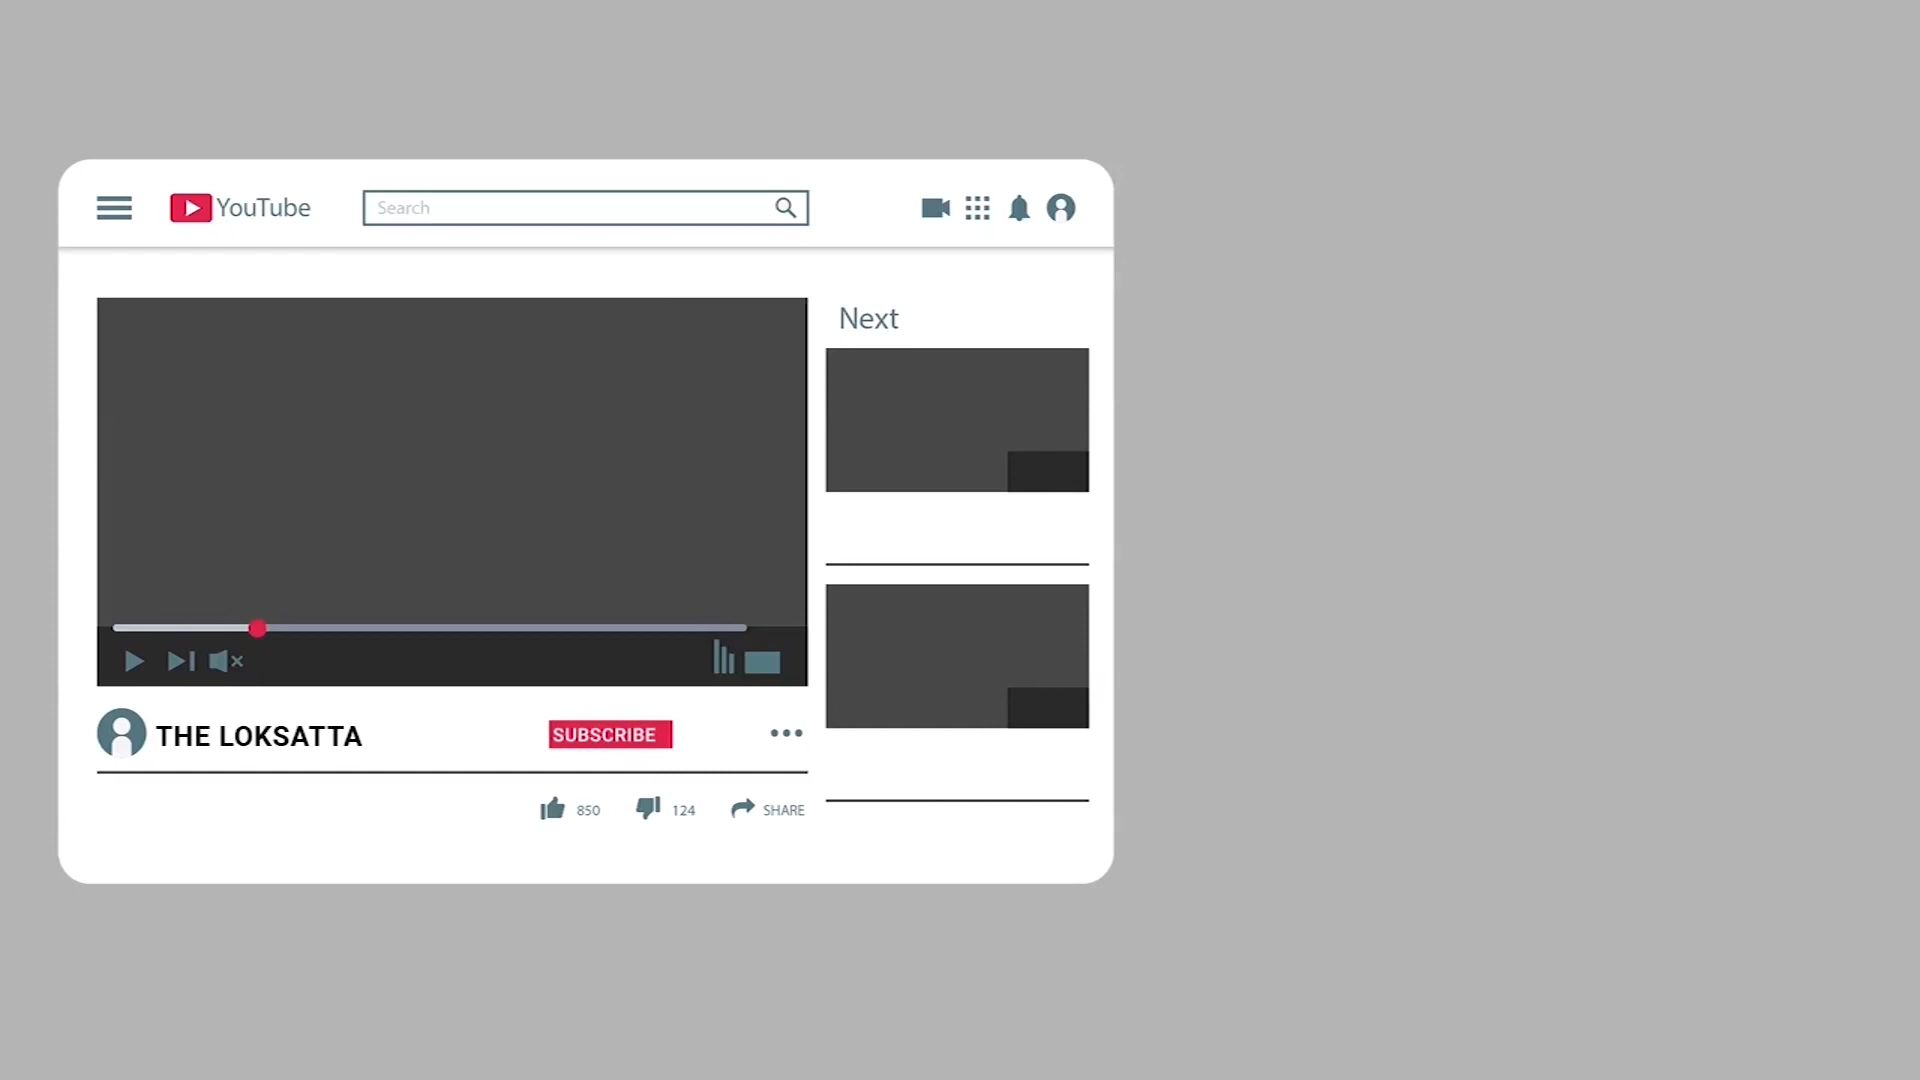 YouTube
Search
Next
THE LOKSATTA
SUBSCRIBE
850
124
SHARE